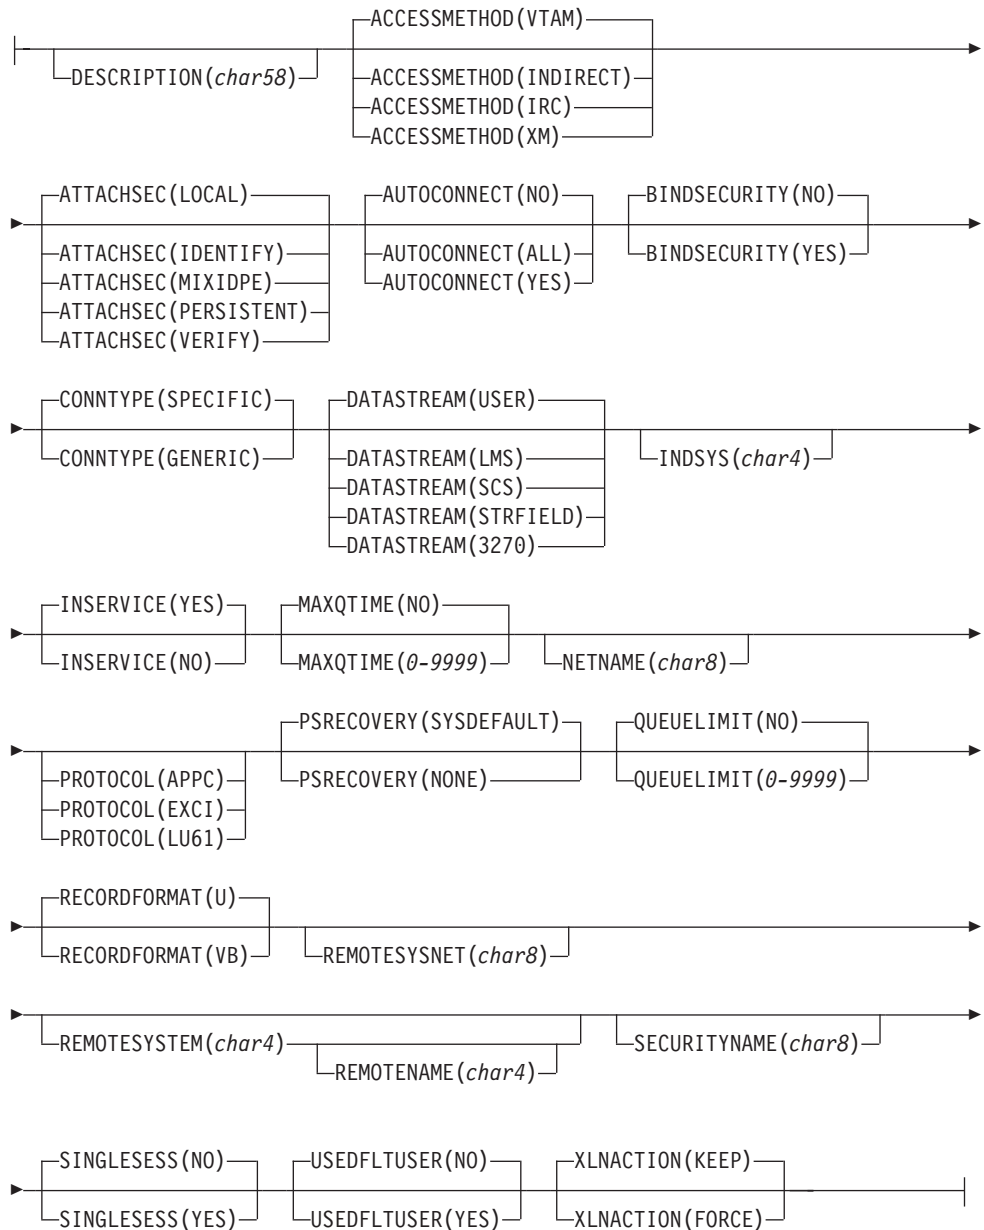 ACCESSMETHOD(VTAM)
DESCRIPTION(char58)
ACCESSMETHOD(INDIRECT)
ACCESSMETHOD(IRC)
ACCESSMETHOD(XM)
ATTACHSEC(LOCAL) AUTOCONNECT(NO) BINDSECURITY(NO)
ATTACHSEC(IDENTIFY) AUTOCONNECT(ALL) BINDSECURITY(YES)
ATTACHSEC(MIXIDPE) AUTOCONNECT(YES)
ATTACHSEC(PERSISTENT)
ATTACHSEC(VERIFY)
CONNTYPE(SPECIFIC) DATASTREAM(USER)
CONNTYPE(GENERIC) DATASTREAM(LMS) INDSYS(char4)
DATASTREAM(SCS)
DATASTREAM(STRFIELD)
DATASTREAM(3270)
INSERVICE(YES) MAXQTIME(NO)
INSERVICE(NO) MAXQTIME(0-9999) NETNAME(char8)
PSRECOVERY(SYSDEFAULT) QUEUELIMIT(NO)
PROTOCOL(APPC) PSRECOVERY(NONE) QUEUELIMIT(0-9999)
PROTOCOL(EXCI)
PROTOCOL(LU61)
RECORDFORMAT(U)
RECORDFORMAT(VB) REMOTESYSNET(char8)
REMOTESYSTEM(char4) SECURITYNAME(char8)
REMOTENAME(char4)
SINGLESESS(NO) USEDFLTUSER(NO) XLNACTION(KEEP)
SINGLESESS(YES) USEDFLTUSER(YES) XLNACTION(FORCE)